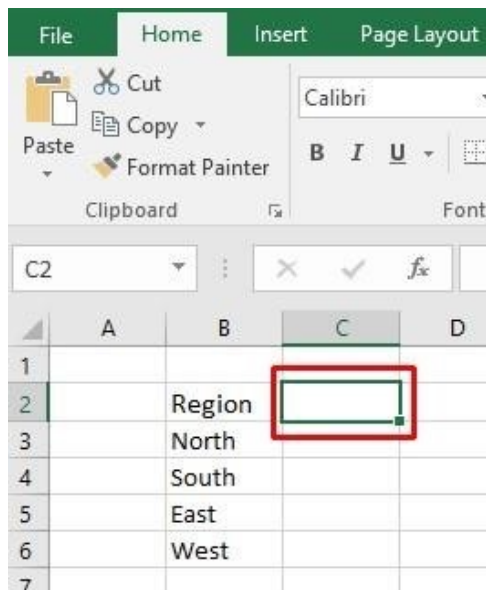 File Home Insert Page Layout
Cut
Calibri
Copy
Paste
B I U
Format Painter
Clipboard Font
C2 fx
A B C D
1
2 Region
3 North
4 South
5 East
6 West
7